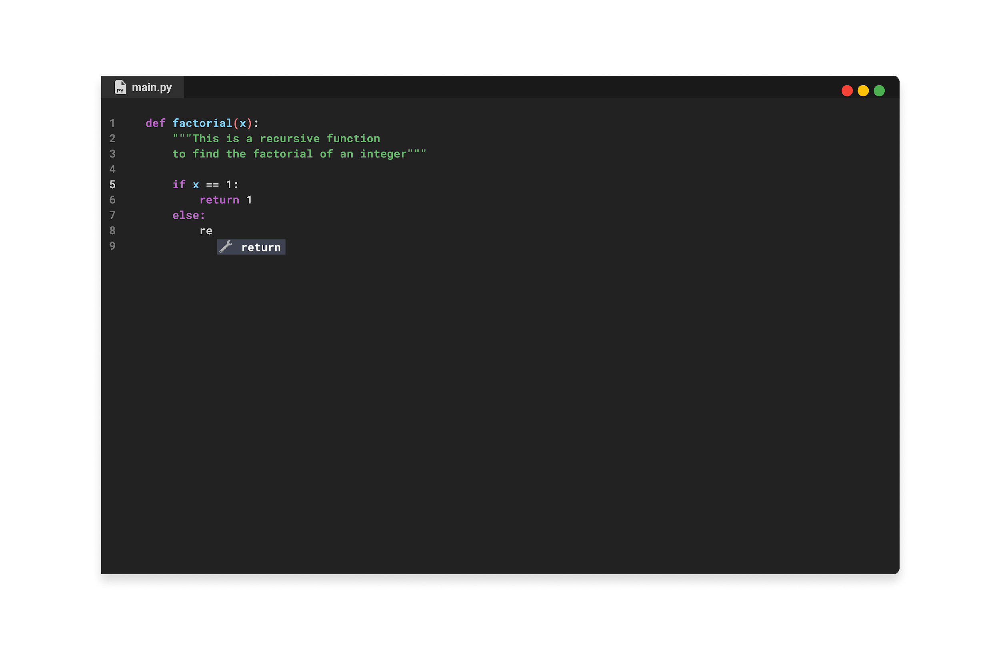 PY main.py
1 def factorial(x):
2 """This is a recursive function
3 to find the factorial of an integer"""
4
5 if x == 1:
6 return 1
7 else:
8 re
9 return